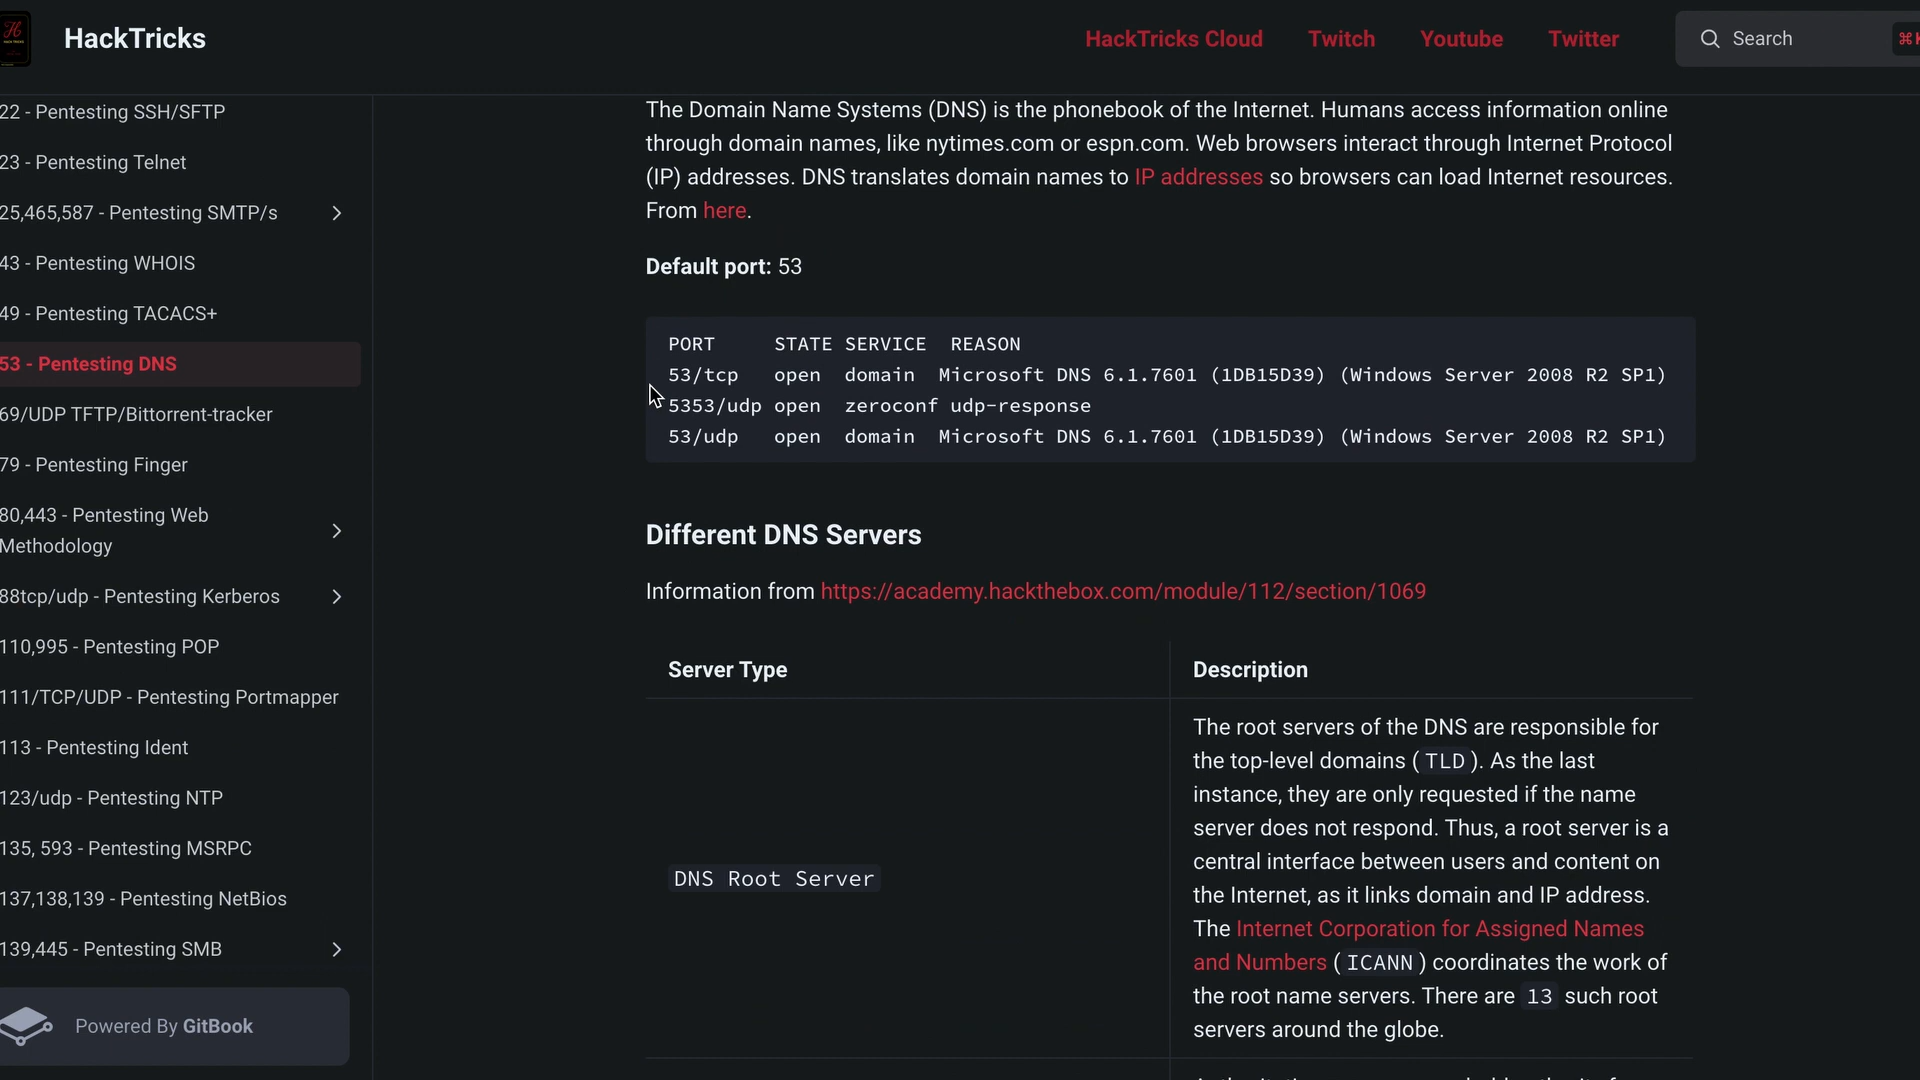 HackTricks
HackTricks Cloud
Twitch
Youtube
Twitter
Search
22 - Pentesting SSH/SFTP
23 - Pentesting Telnet
25,465,587 - Pentesting SMTP/s
43 - Pentesting WHOIS
49 - Pentesting TACACS+
53 - Pentesting DNS
69/UDP TFTP/Bittorrent-tracker
79 - Pentesting Finger
80,443 - Pentesting Web
Methodology
88tcp/udp - Pentesting Kerberos
110,995 - Pentesting POP
111/TCP/UDP - Pentesting Portmapper
113 - Pentesting Ident
123/udp - Pentesting NTP
135, 593 - Pentesting MSRPC
137,138,139 - Pentesting NetBios
139,445 - Pentesting SMB
Powered By GitBook
The Domain Name Systems (DNS) is the phonebook of the Internet. Humans access information online
through domain names, like nytimes.com or espn.com. Web browsers interact through Internet Protocol
(IP) addresses. DNS translates domain names to IP addresses so browsers can load Internet resources.
From here.
Default port: 53
PORT     STATE SERVICE  REASON
53/tcp   open  domain  Microsoft DNS 6.1.7601 (1DB15D39) (Windows Server 2008 R2 SP1)
5353/udp open  zeroconf udp-response
53/udp   open  domain  Microsoft DNS 6.1.7601 (1DB15D39) (Windows Server 2008 R2 SP1)
Different DNS Servers
Information from https://academy.hackthebox.com/module/112/section/1069
Server Type
Description
DNS Root Server
The root servers of the DNS are responsible for
the top-level domains ( TLD ). As the last
instance, they are only requested if the name
server does not respond. Thus, a root server is a
central interface between users and content on
the Internet, as it links domain and IP address.
The Internet Corporation for Assigned Names
and Numbers ( ICANN ) coordinates the work of
the root name servers. There are 13 such root
servers around the globe.